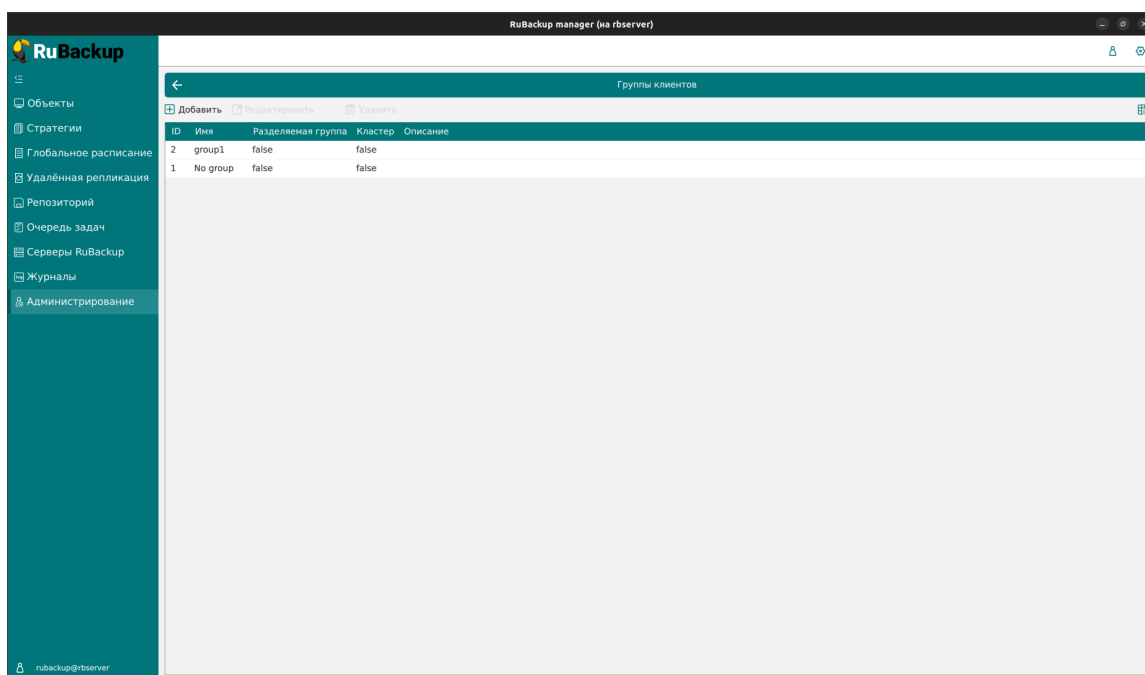 RuBackup manager (на rbserver)
RuBackup
Объекты
Стратегии
Глобальное расписание
Удалённая репликация
Репозиторий
Очередь задач
Серверы RuBackup
Журналы
Администрирование
rubackup@rbserver
Группы клиентов
Добавить Редактировать Удалить
ID Имя Разделяемая группа Кластер Описание
2 group1 false false
1 No group false false